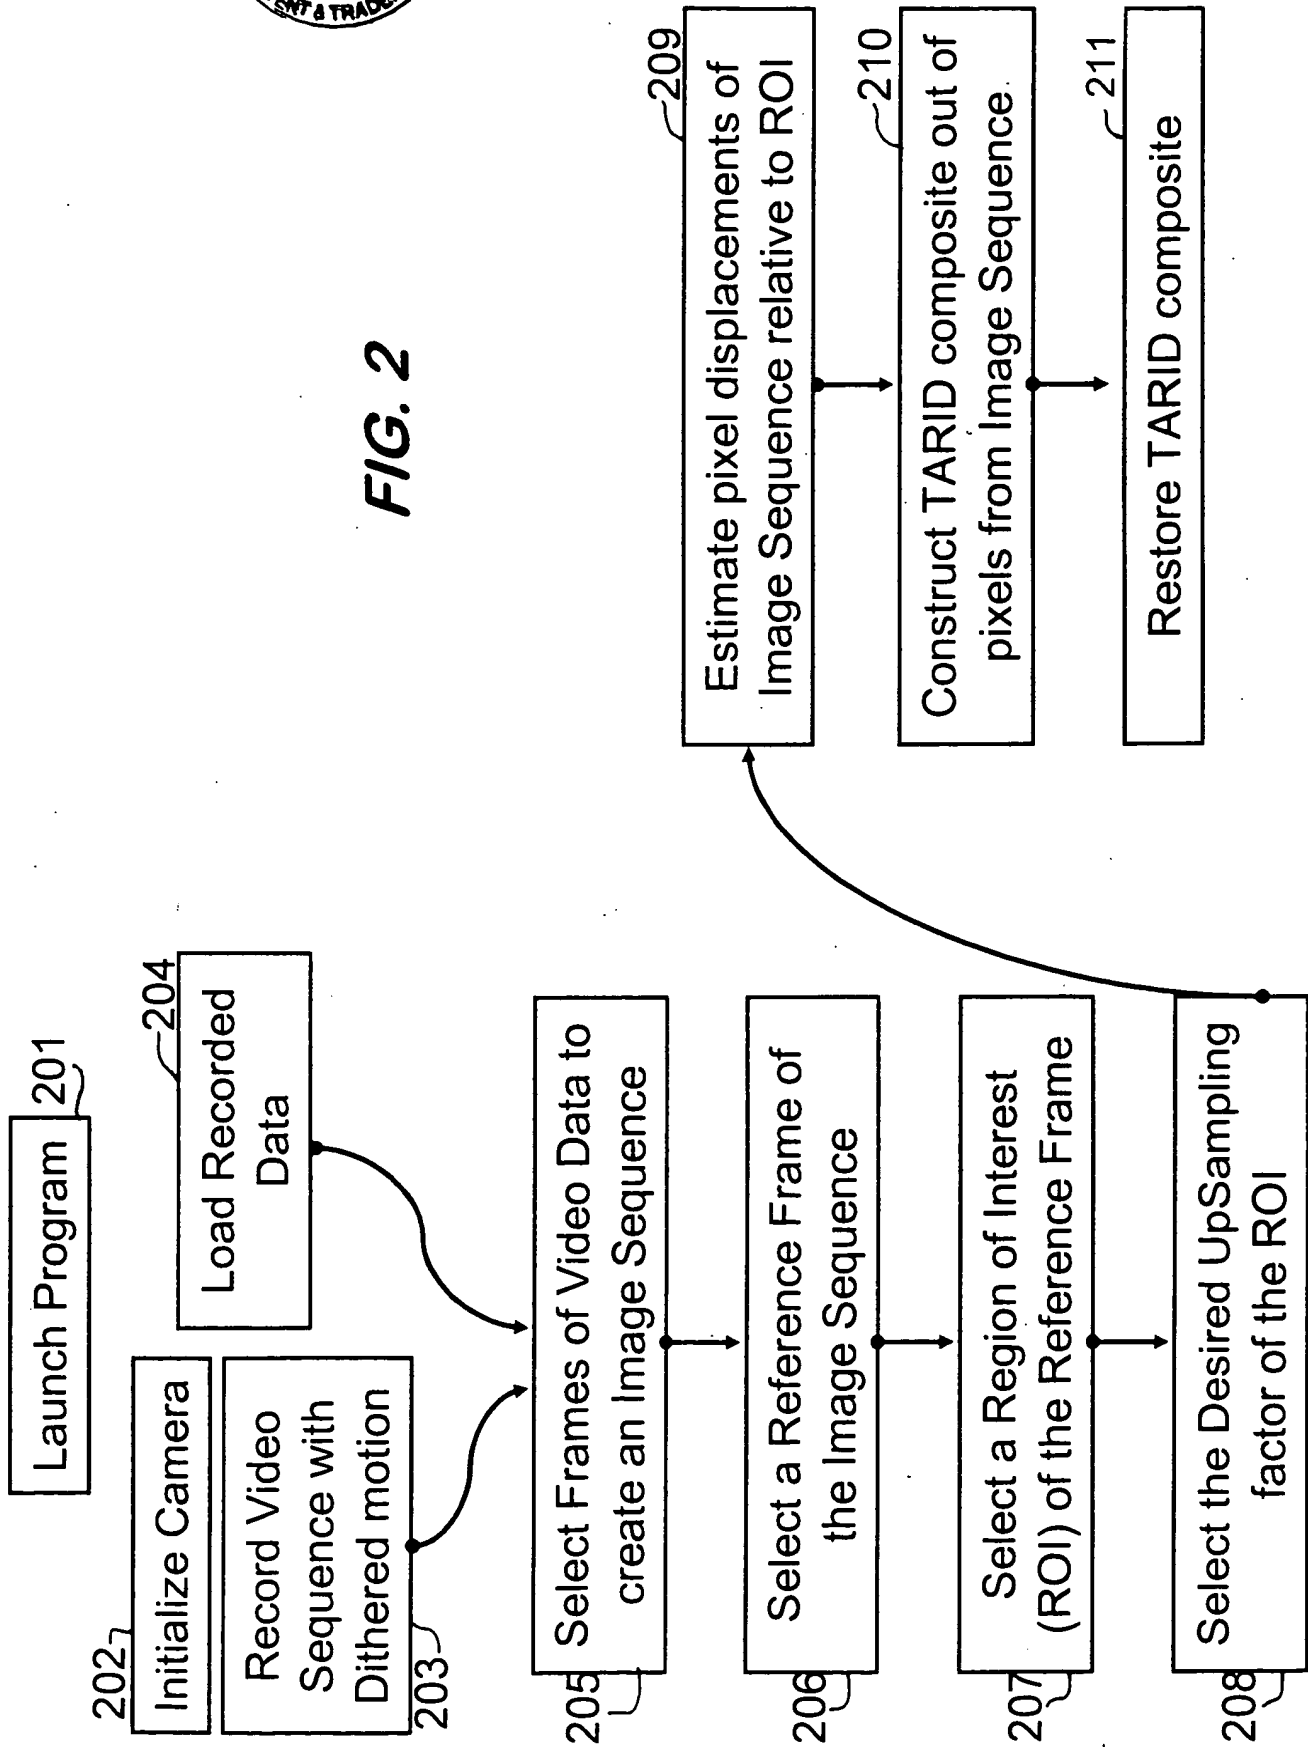 ENT & TRAD
Launch Program
201
202
Initialize Camera
Record Video
Sequence with
Dithered motion
203
204
Load Recorded
Data
205
Select Frames of Video Data to
create an Image Sequence
206
Select a Reference Frame of
the Image Sequence
207
Select a Region of Interest
(ROI) of the Reference Frame
208
Select the Desired UpSampling
factor of the ROI
FIG. 2
209
Estimate pixel displacements of
Image Sequence relative to ROI
210
Construct TARID composite out of
pixels from Image Sequence
211
Restore TARID composite